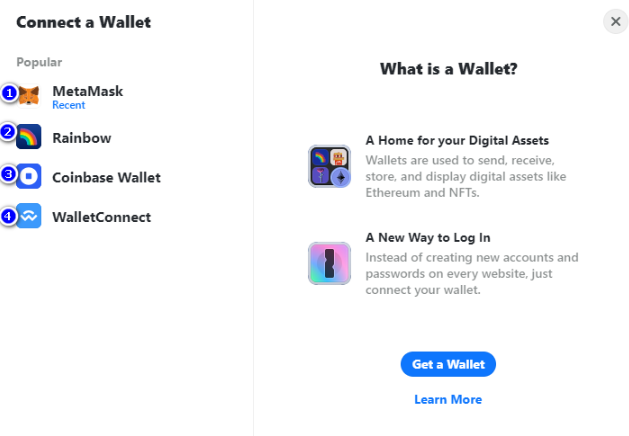 Connect a Wallet
Popular
1
MetaMask
Recent
2
Rainbow
3
Coinbase Wallet
4
WalletConnect
What is a Wallet?
A Home for your Digital Assets
Wallets are used to send, receive,
store, and display digital assets like
Ethereum and NFTs.
A New Way to Log In
Instead of creating new accounts and
passwords on every website, just
connect your wallet.
Get a Wallet
Learn More